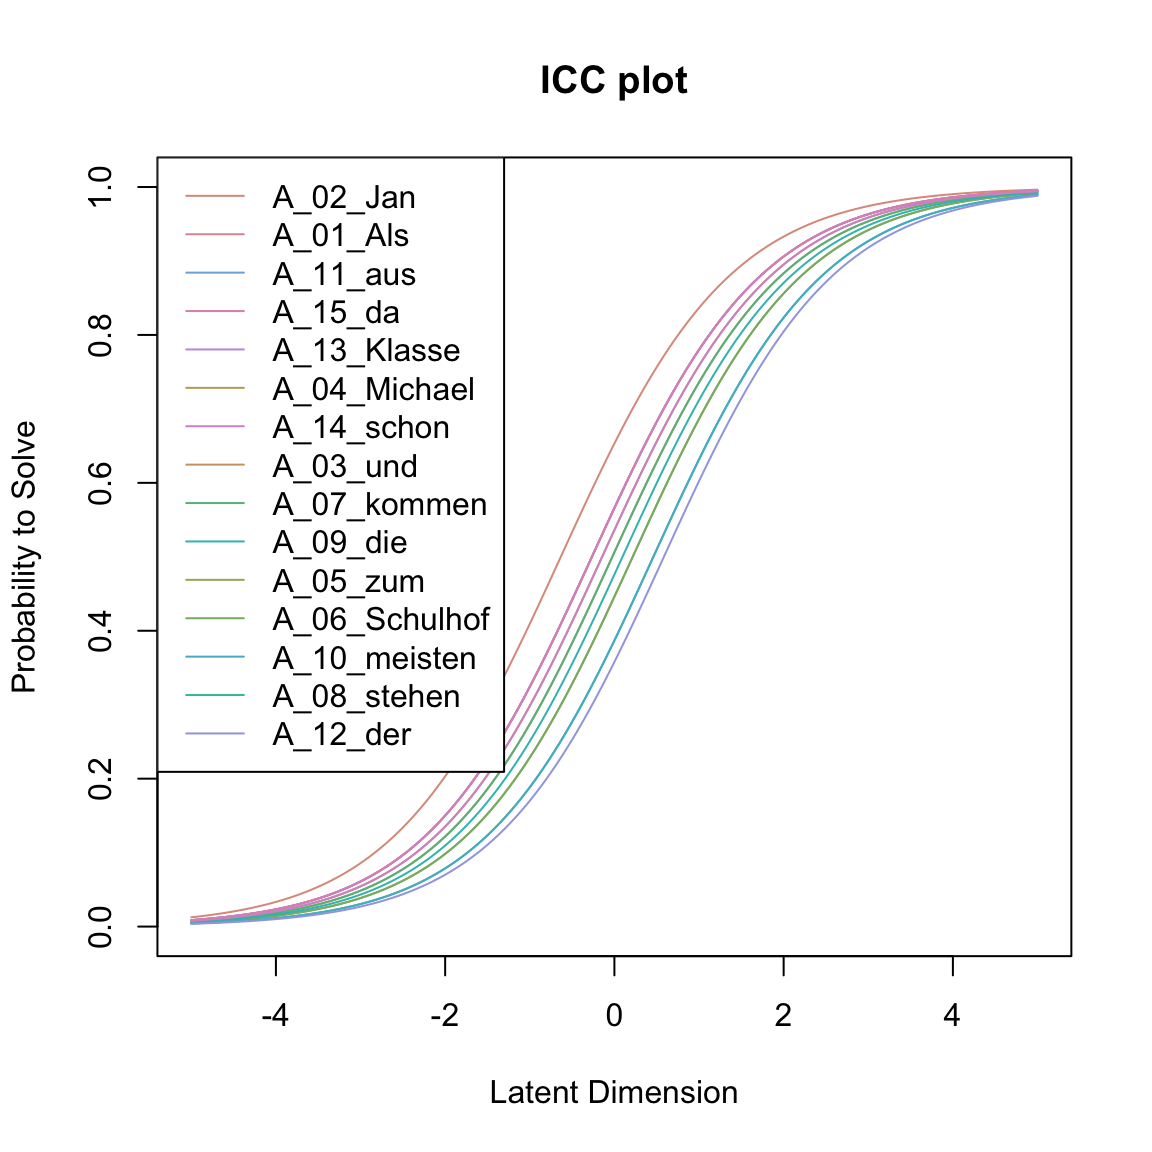 ICC plot
Probability to Solve
1.0
0.8
0.6
0.4
0.2
0.0
A_02_Jan
A_01_Als
A_11_aus
A_15_da
A_13_Klasse
A_04_Michael
A_14_schon
A_03_und
A_07_kommen
A_09_die
A_05_zum
A_06_Schulhof
A_10_meisten
A_08_stehen
A_12_der
-4 -2 0 2 4
Latent Dimension